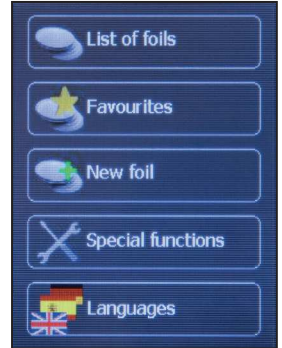 List of foils
Favourites
New foil
Special functions
Languages